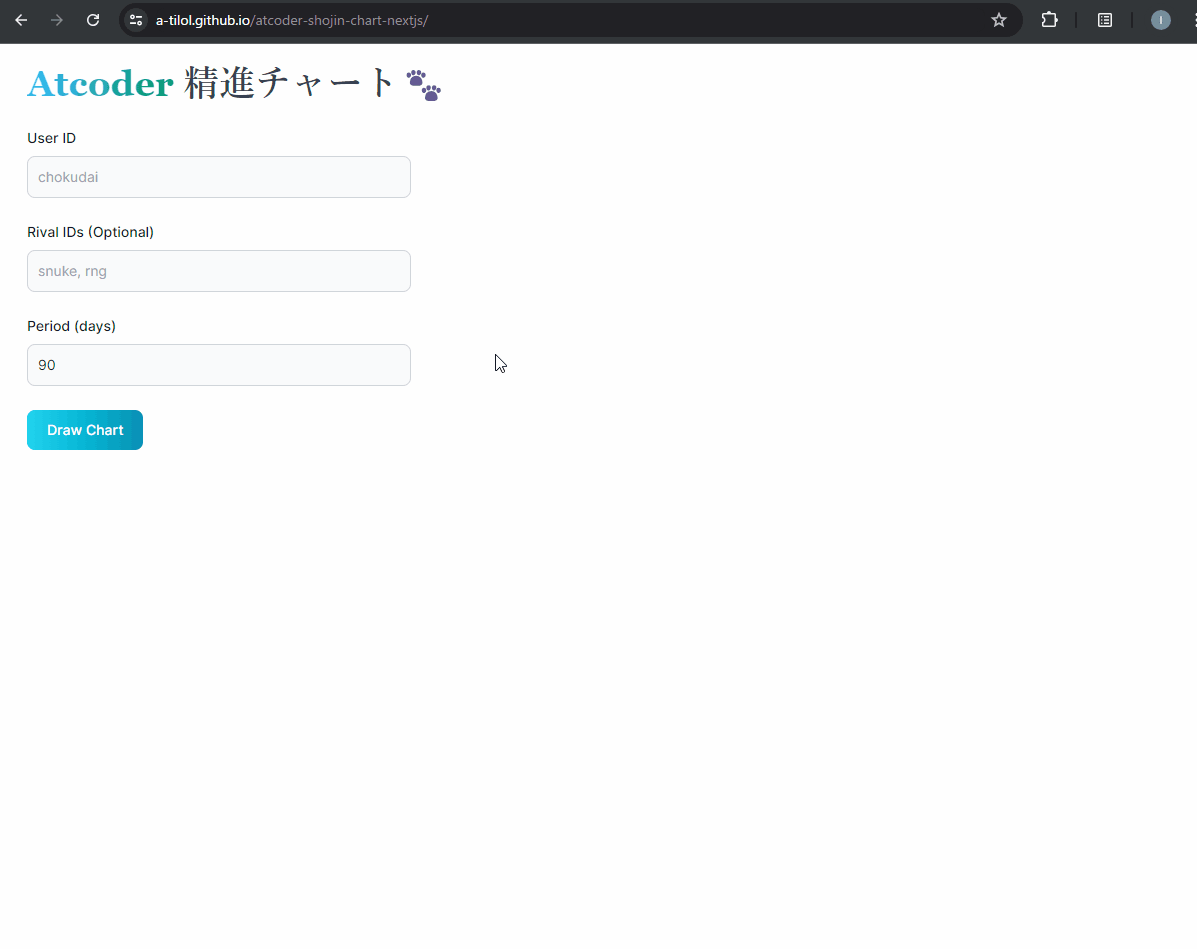 a-tilol.github.io/atcoder-shojin-chart-nextjs/
I
Atcoder 精進チャート
User ID
chokudai
Rival IDs (Optional)
snuke, rng
Period (days)
90
Draw Chart